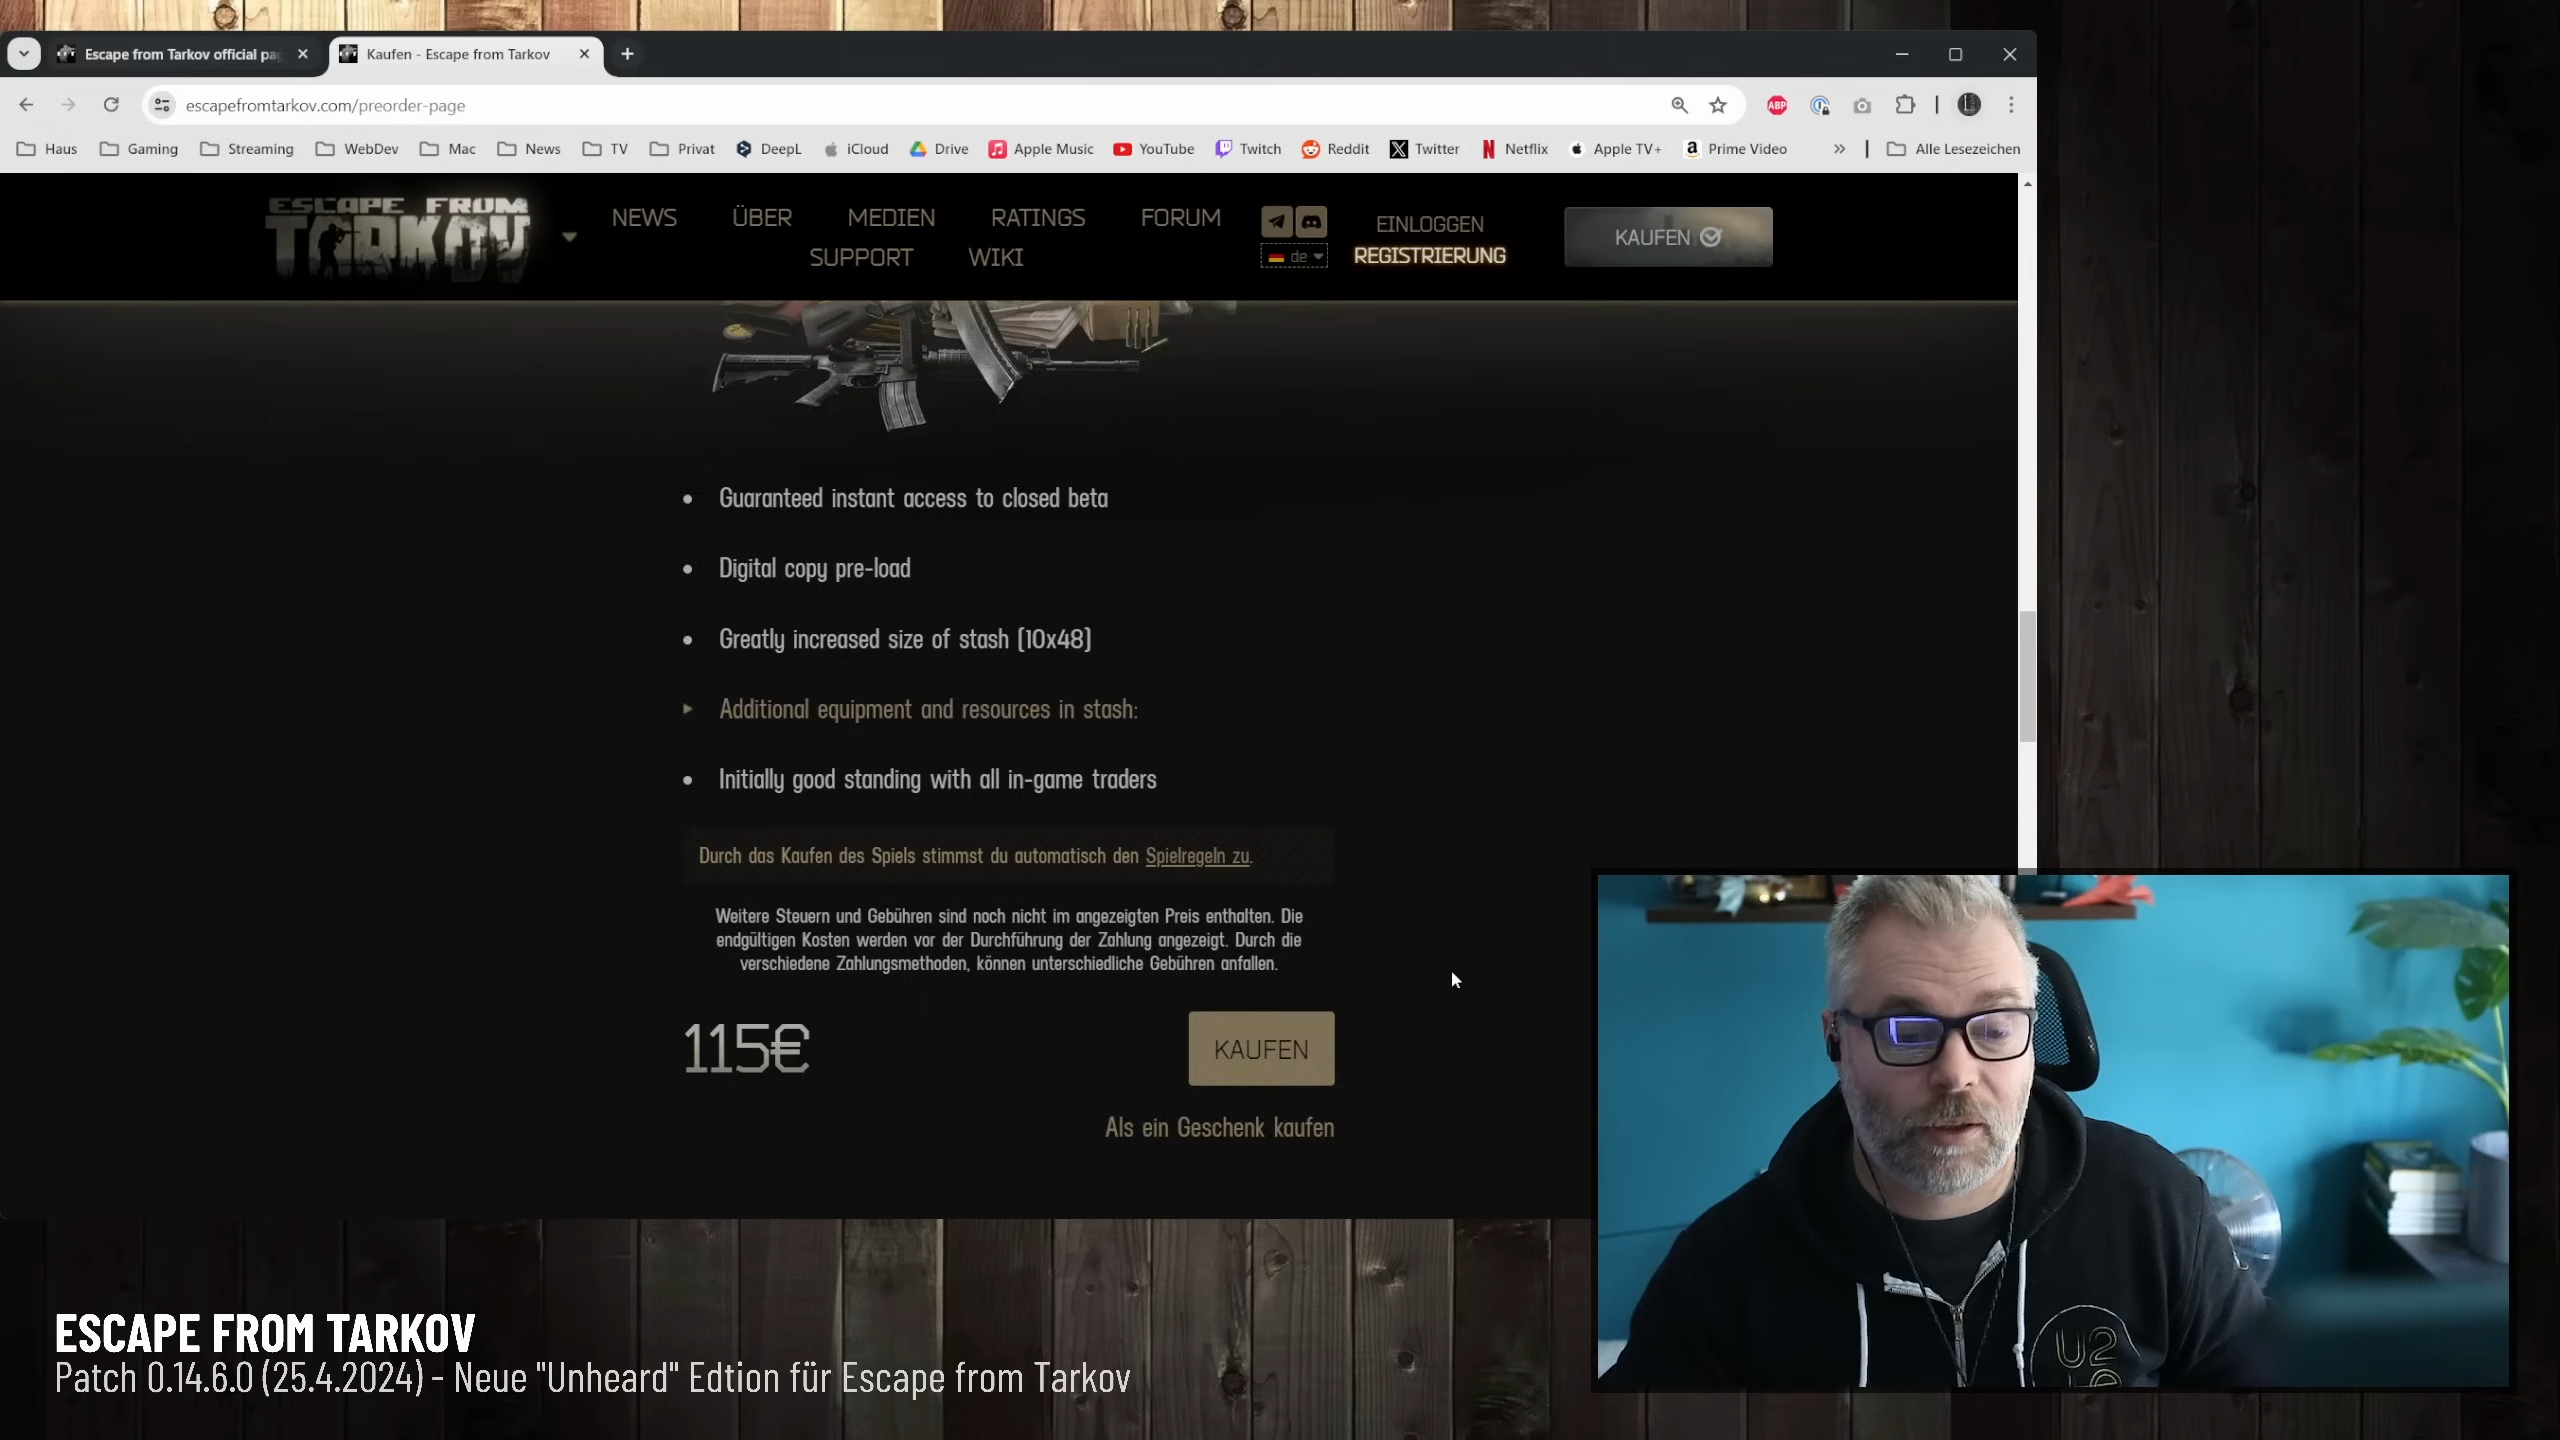 Escape from Tarkov official pa
Kaufen - Escape from Tarkov
escapefromtarkov.com/preorder-page
ABP
Haus
Gaming
Streaming
WebDev
Mac
News
TV
Privat
DeepL
iCloud
Drive
Apple Music
YouTube
Twitch
Reddit
Twitter
Netflix
Apple TV+
Prime Video
Alle Lesezeichen
ESCAPE FROM
TARKOV
NEWS
ÜBER
MEDIEN
RATINGS
FORUM
SUPPORT
WIKI
de
EINLOGGEN
REGISTRIERUNG
KAUFEN
Guaranteed instant access to closed beta
Digital copy pre-load
Greatly increased size of stash (10x48)
Additional equipment and resources in stash:
Initially good standing with all in-game traders
Durch das Kaufen des Spiels stimmst du automatisch den Spielregeln zu.
Weitere Steuern und Gebühren sind noch nicht im angezeigten Preis enthalten. Die
endgültigen Kosten werden vor der Durchführung der Zahlung angezeigt. Durch die
verschiedene Zahlungsmethoden, können unterschiedliche Gebühren anfallen.
115€
KAUFEN
Als ein Geschenk kaufen
U2
ESCAPE FROM TARKOV
Patch 0.14.6.0 (25.4.2024) - Neue "Unheard" Edtion für Escape from Tarkov